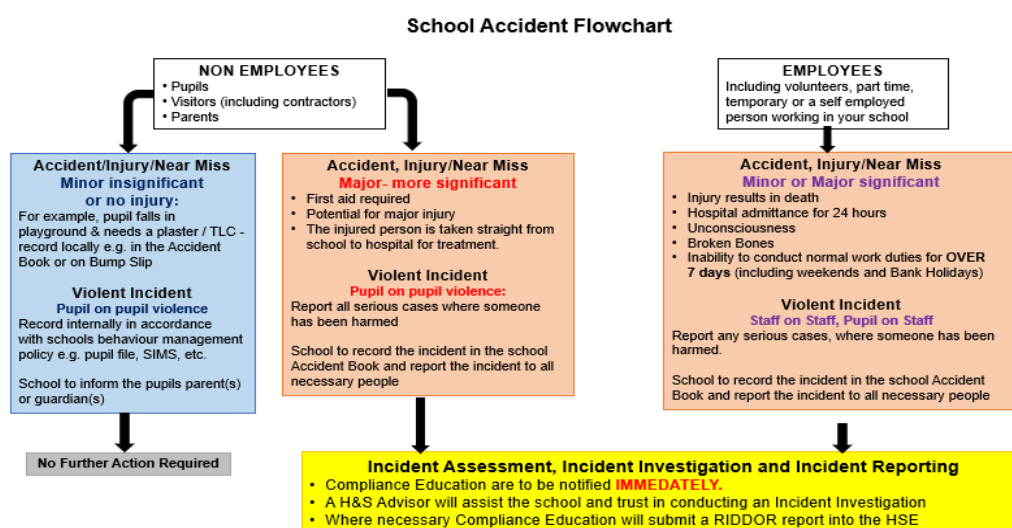 School Accident Flowchart
NON EMPLOYEES
• Pupils
• Visitors (including contractors)
• Parents
EMPLOYEES
Including volunteers, part time,
temporary or a self employed
person working in your school
Accident/Injury/Near Miss
Minor insignificant
or no injury:
For example, pupil falls in
playground & needs a plaster / TLC -
record locally e.g. in the Accident
Book or on Bump Slip
Violent Incident
Pupil on pupil violence
Record internally in accordance
with schools behaviour management
policy e.g. pupil file, SIMS, etc.
School to inform the pupils parent(s)
or guardian(s)
No Further Action Required
Accident, Injury/Near Miss
Major- more significant
• First aid required
• Potential for major injury
• The injured person is taken straight from
school to hospital for treatment.
Violent Incident
Pupil on pupil violence:
Report all serious cases where someone
has been harmed
School to record the incident in the school
Accident Book and report the incident to all
necessary people
Accident, Injury/Near Miss
Minor or Major significant
• Injury results in death
• Hospital admittance for 24 hours
• Unconsciousness
• Broken Bones
• Inability to conduct normal work duties for OVER
7 days (including weekends and Bank Holidays)
Violent Incident
Staff on Staff, Pupil on Staff
Report any serious cases, where someone has been
harmed.
School to record the incident in the school Accident
Book and report the incident to all necessary people
Incident Assessment, Incident Investigation and Incident Reporting
• Compliance Education are to be notified IMMEDIATELY.
• A H&S Advisor will assist the school and trust in conducting an Incident Investigation
• Where necessary Compliance Education will submit a RIDDOR report into the HSE